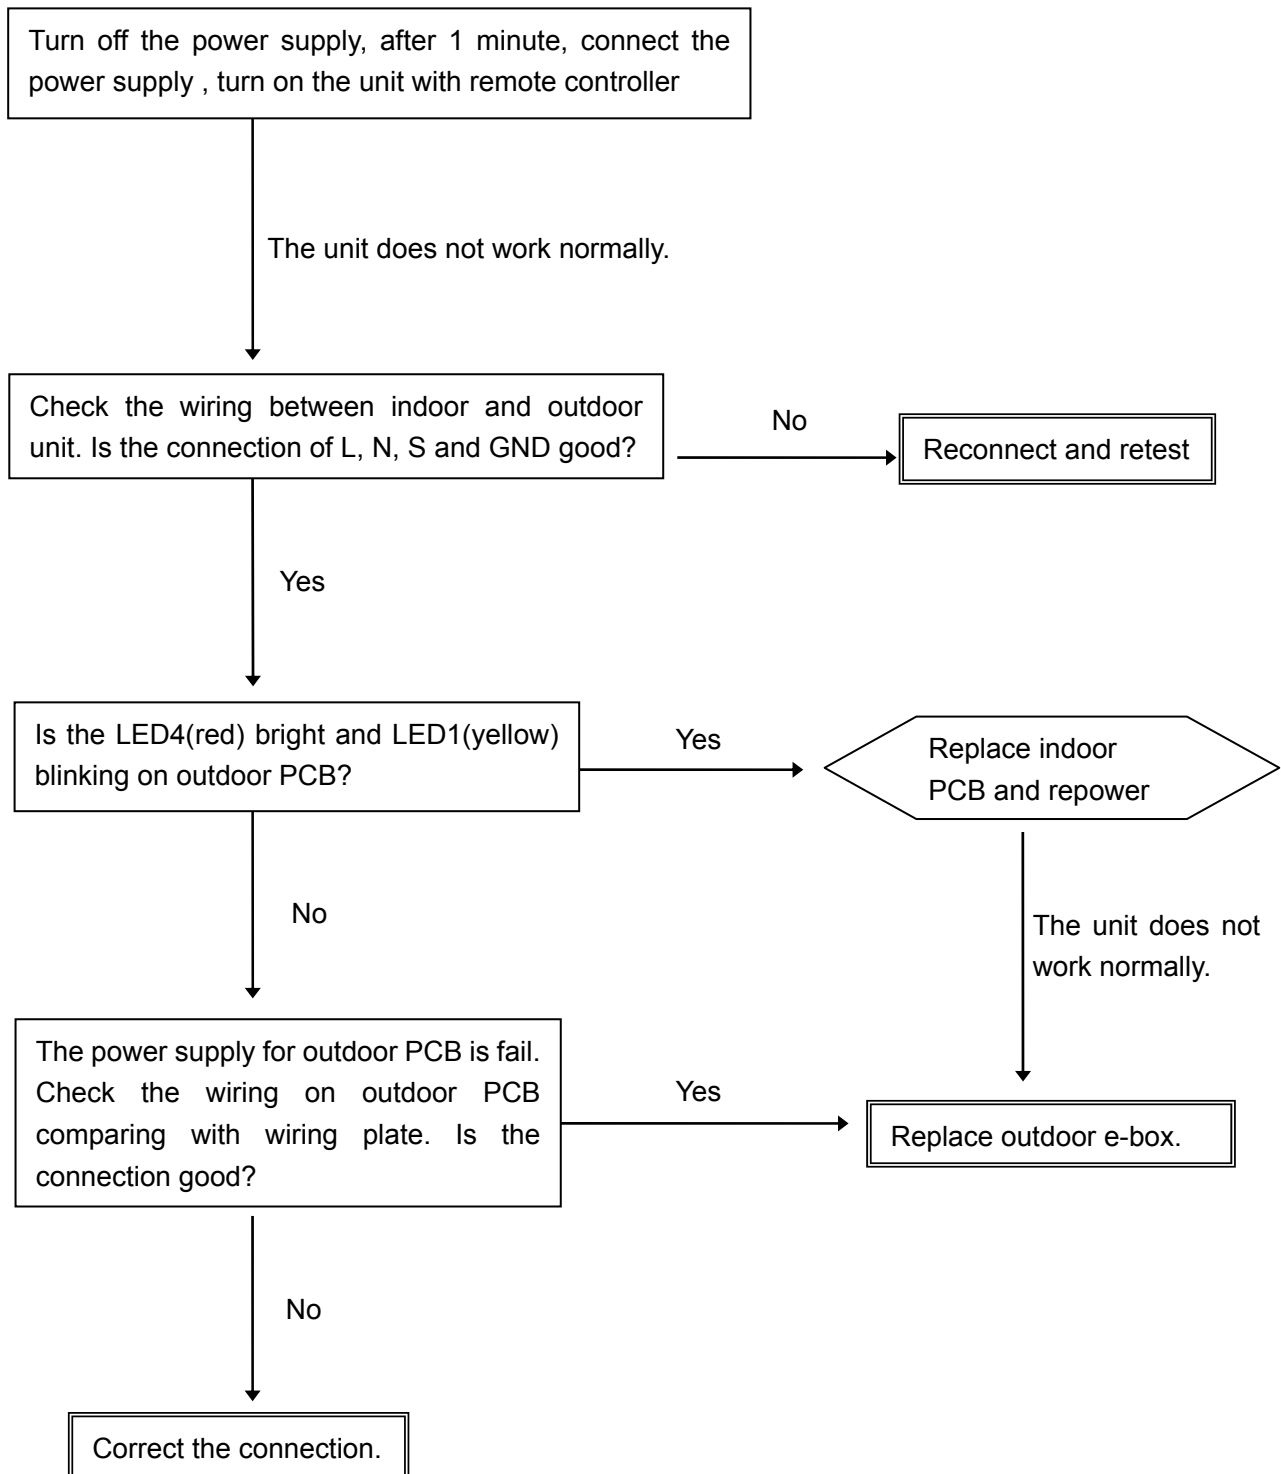 Turn off the power supply, after 1 minute, connect the
power supply , turn on the unit with remote controller
The unit does not work normally.
Check the wiring between indoor and outdoor
unit. Is the connection of L, N, S and GND good?
No
Reconnect and retest
Yes
Is the LED4(red) bright and LED1(yellow)
blinking on outdoor PCB?
Yes
Replace indoor
PCB and repower
No
The unit does not
work normally.
The power supply for outdoor PCB is fail.
Check the wiring on outdoor PCB
comparing with wiring plate. Is the
connection good?
Yes
Replace outdoor e-box.
No
Correct the connection.